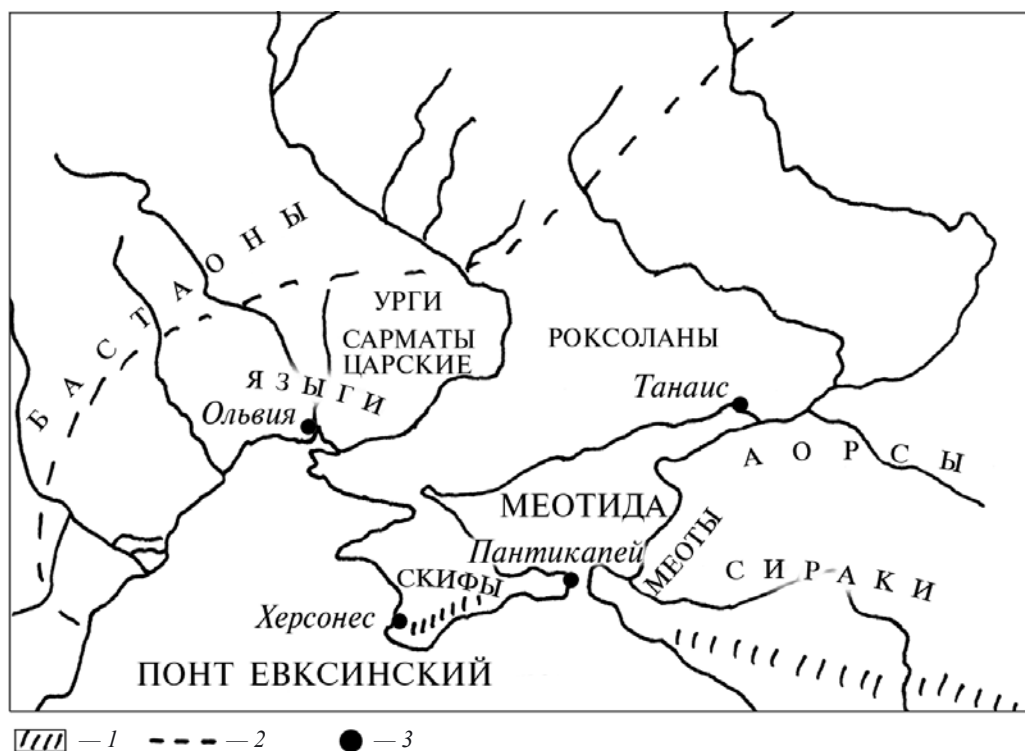 БАСТАОНЫ
УРГИ
САРМАТЫ
ЦАРСКИЕ
РОКСОЛАНЫ
ЯЗЫГИ
Ольвия
Танаис
АОРСЫ
МЕОТИДА
МЕОТЫ
Пантикапей
СКИФЫ
СИРАКИ
Херсонес
ПОНТ ЕВКСИНСКИЙ
— 1 — 2 — 3